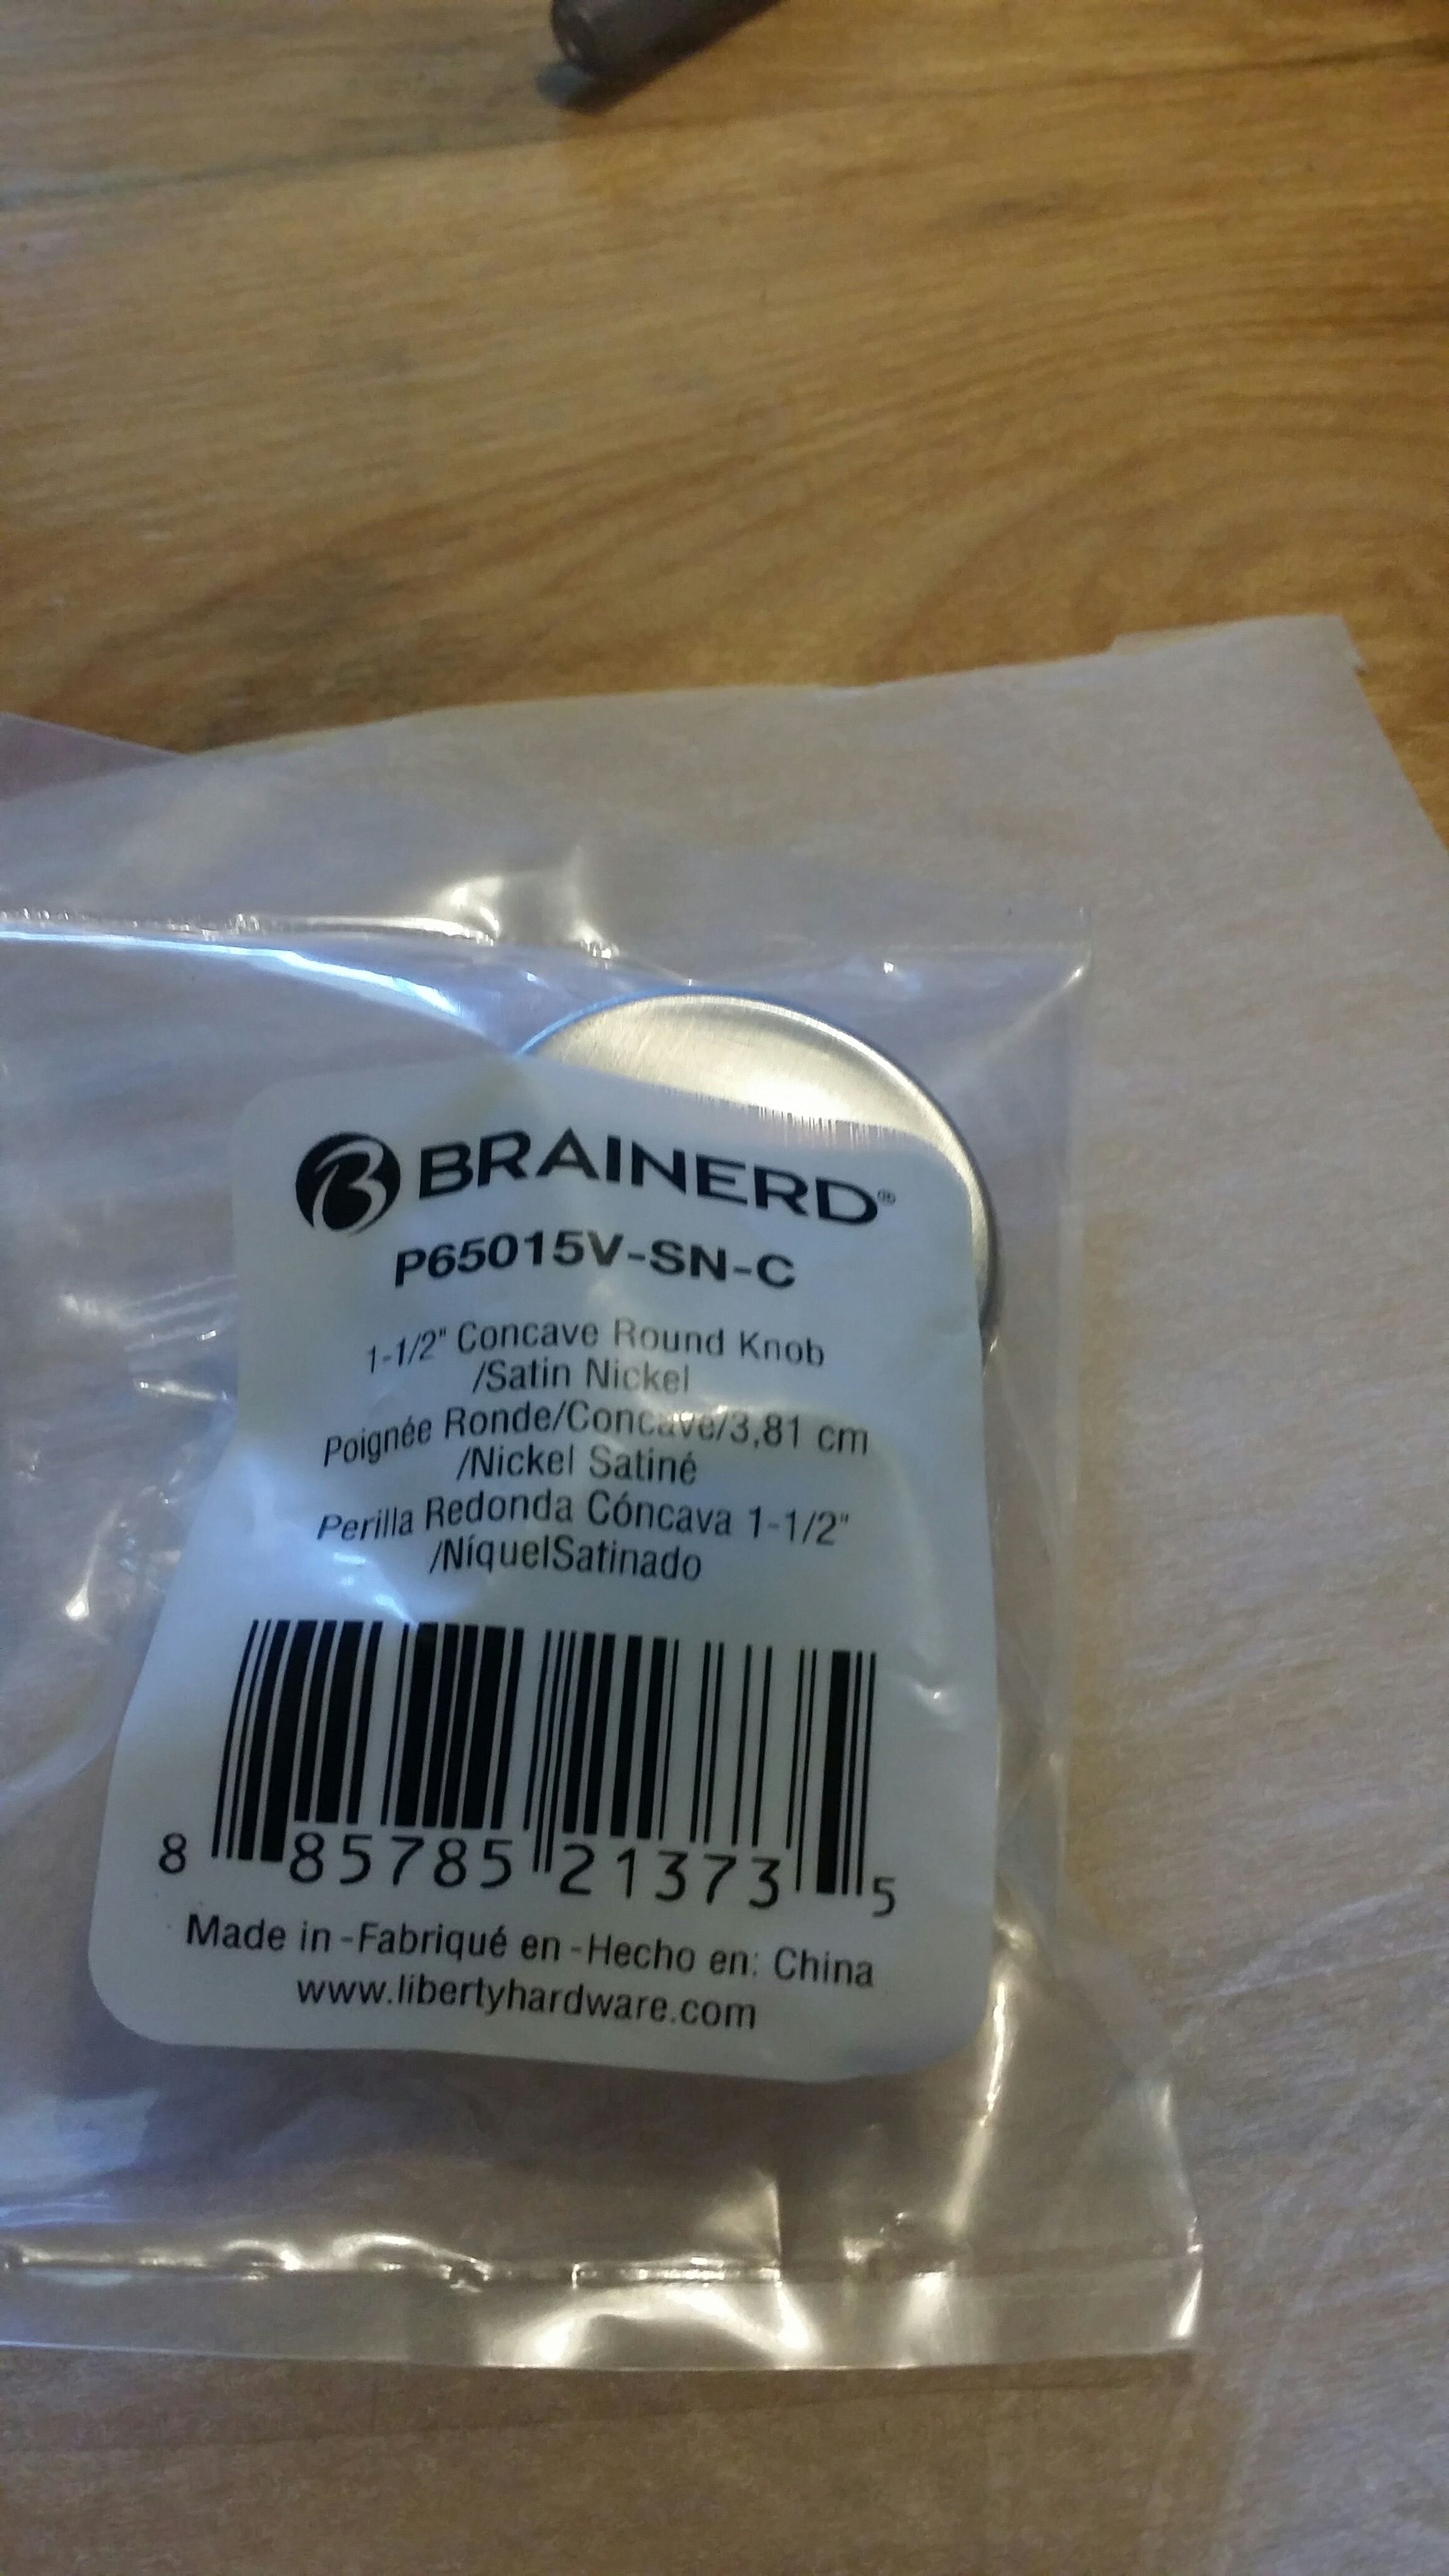 BRAINERD®
P65015V-SN-C
1-1/2" Concave Round Knob
/Satin Nickel
Poignée Ronde/Concave/3,81 cm
/Nickel Satiné
Perilla Redonda Cóncava 1-1/2"
/NíquelSatinado
8 85785 21373 5
Made in -Fabriqué en -Hecho en: China
www.libertyhardware.com